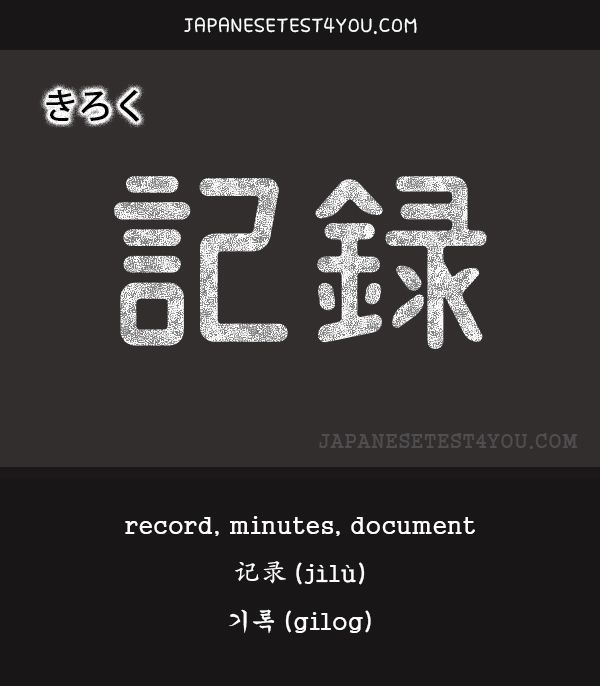 JAPANESETEST4YOU.COM
きろく
記録
JAPANESETEST4YOU.COM
record, minutes, document
记录 (jìlù)
기록 (gilog)